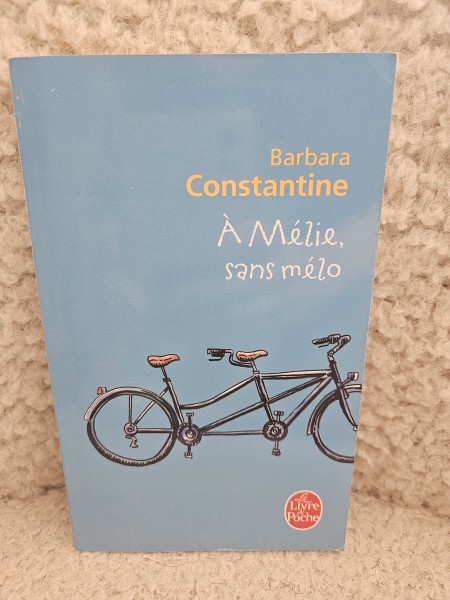 Barbara
Constantine
À Mélie,
sans mélo
Le
Livre
de
Poche